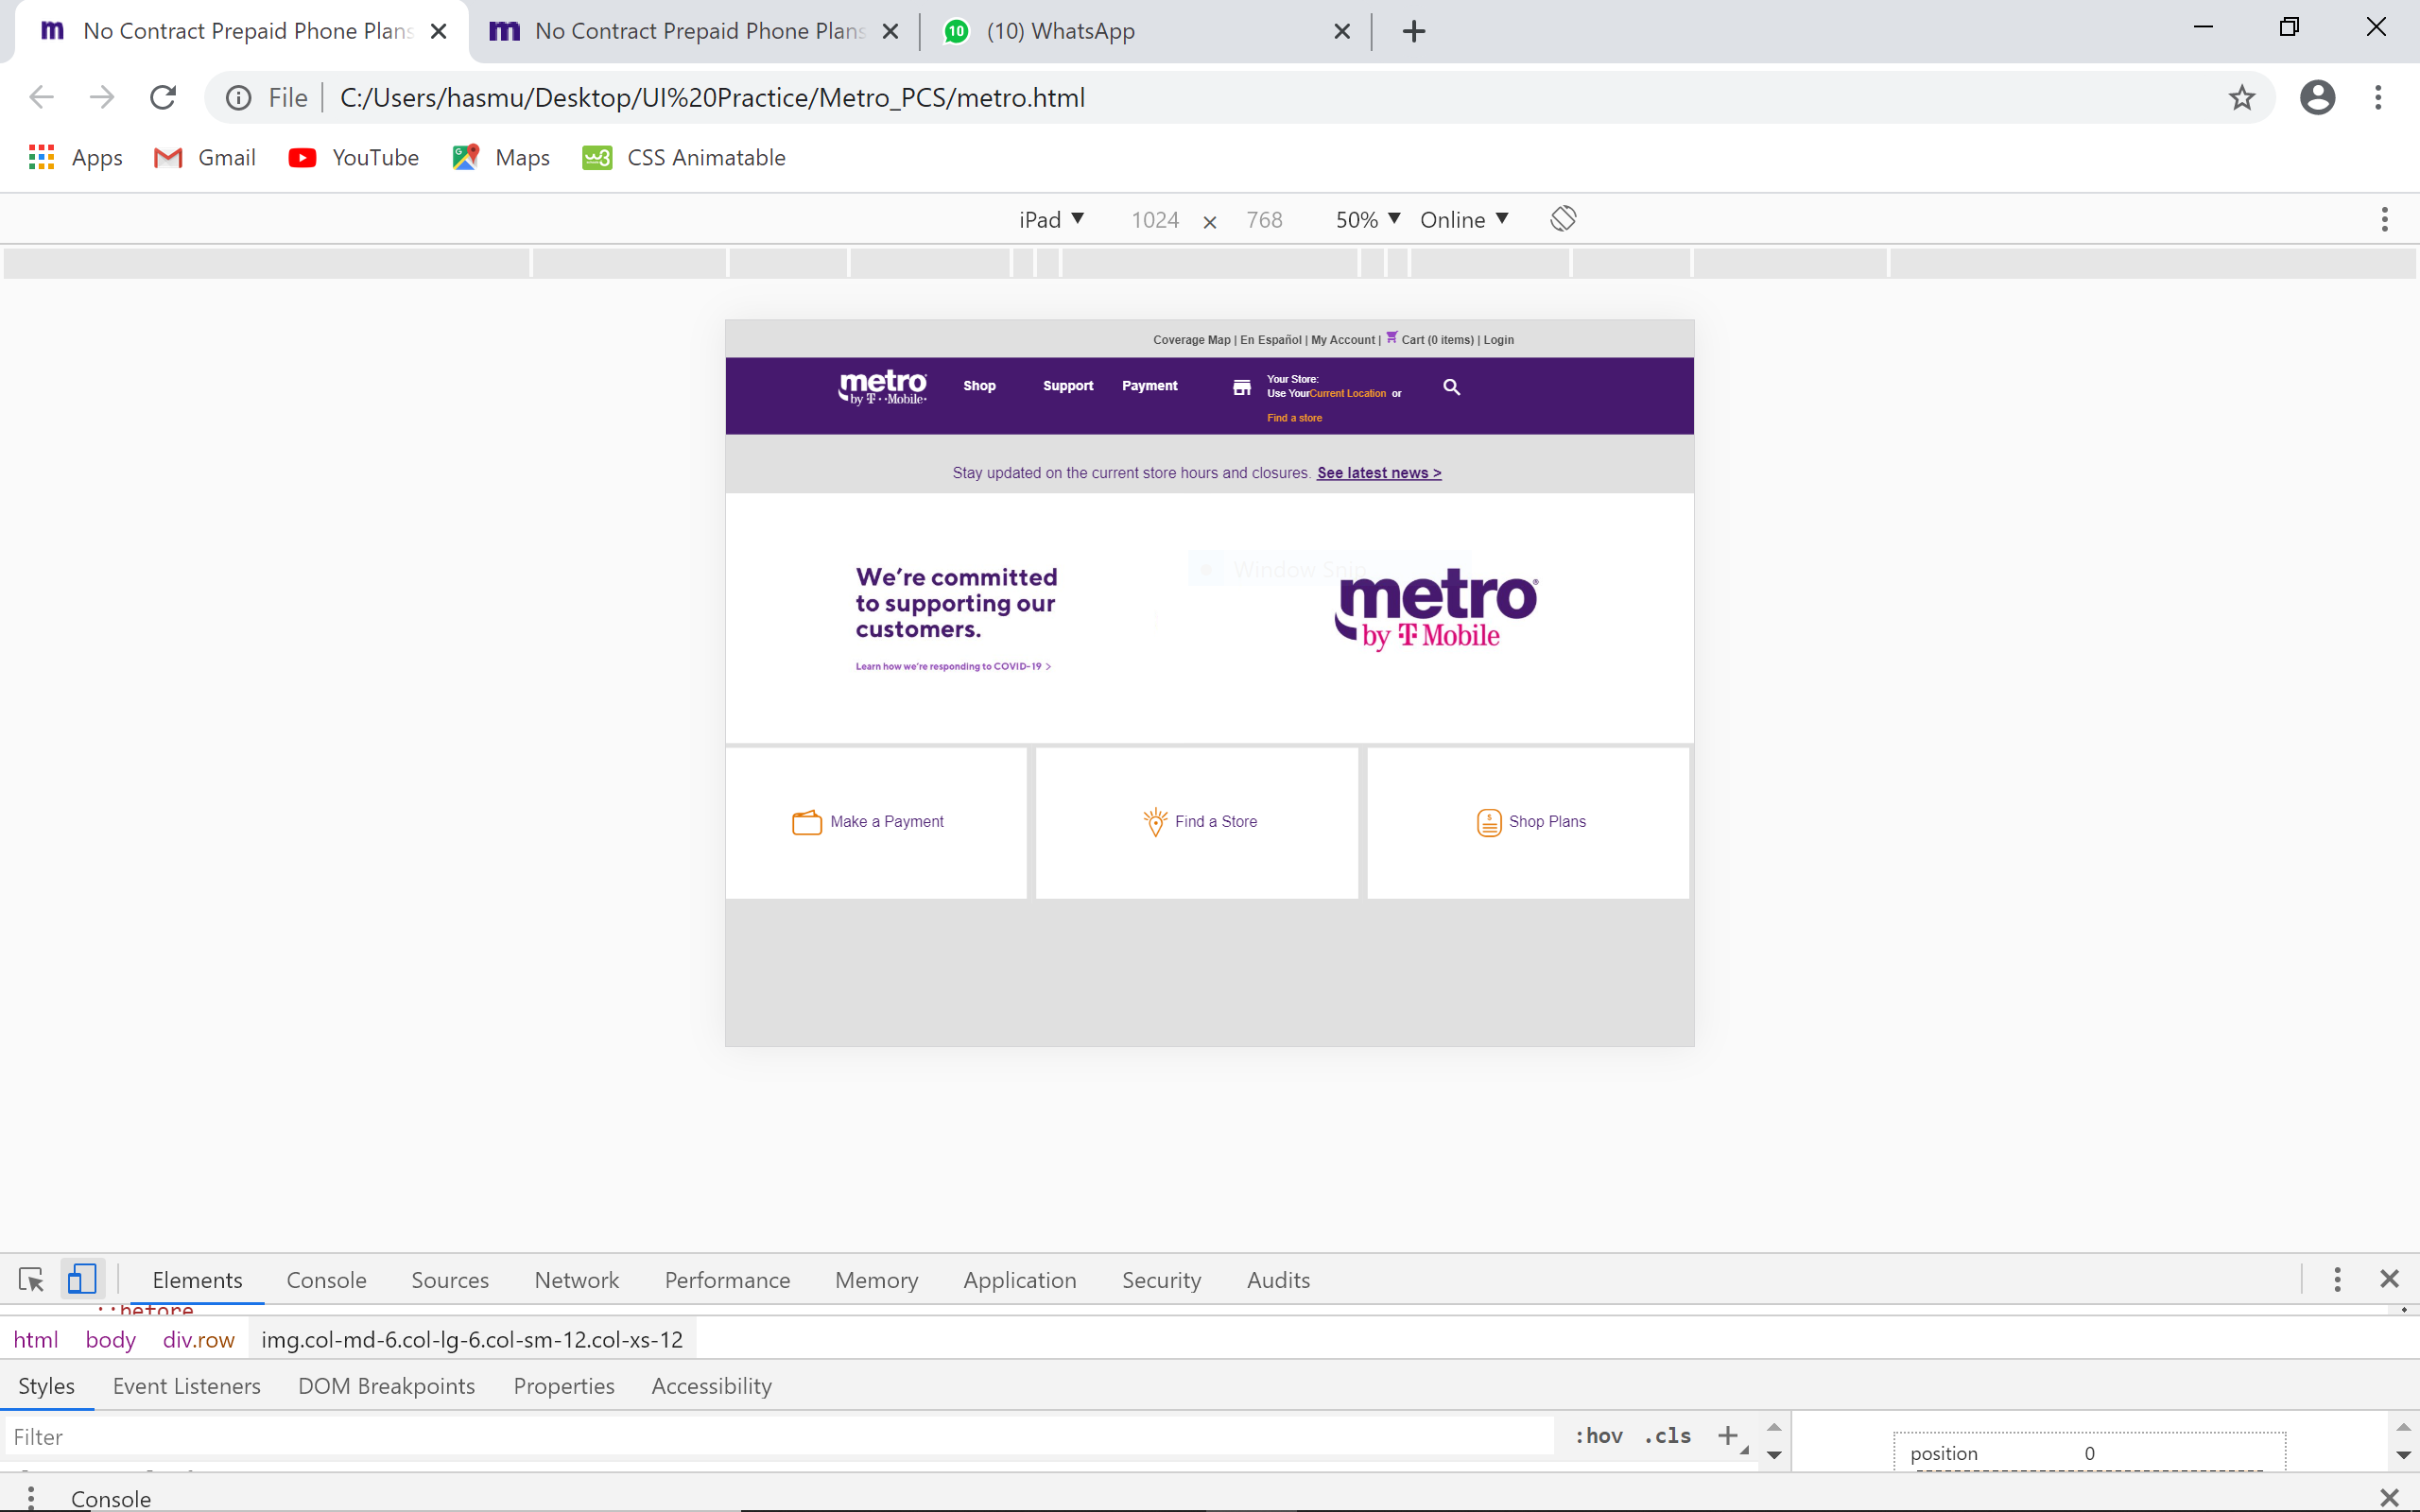 m No Contract Prepaid Phone Plans
m No Contract Prepaid Phone Plans
10 (10) WhatsApp
File C:/Users/hasmu/Desktop/UI%20Practice/Metro_PCS/metro.html
Apps Gmail YouTube Maps CSS Animatable
iPad 1024 × 768 50% Online
Coverage Map | En Español | My Account | Cart (0 items) | Login
metro
by T-Mobile
Shop Support Payment
Your Store:
Use YourCurrent Location or
Find a store
Stay updated on the current store hours and closures. See latest news >
Window Snip
We're committed
to supporting our
customers.
Learn how we're responding to COVID-19 >
metro
by T Mobile
Make a Payment
Find a Store
Shop Plans
Elements Console Sources Network Performance Memory Application Security Audits
::before
html body div.row img.col-md-6.col-lg-6.col-sm-12.col-xs-12
Styles Event Listeners DOM Breakpoints Properties Accessibility
Filter :hov .cls +
position 0
Console